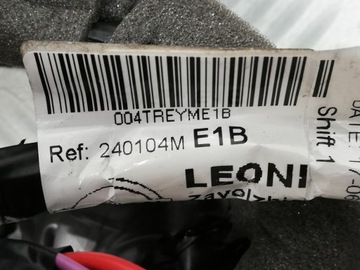 004TREYME1B
Ref: 240104M E1B
LEONI
Shift 1